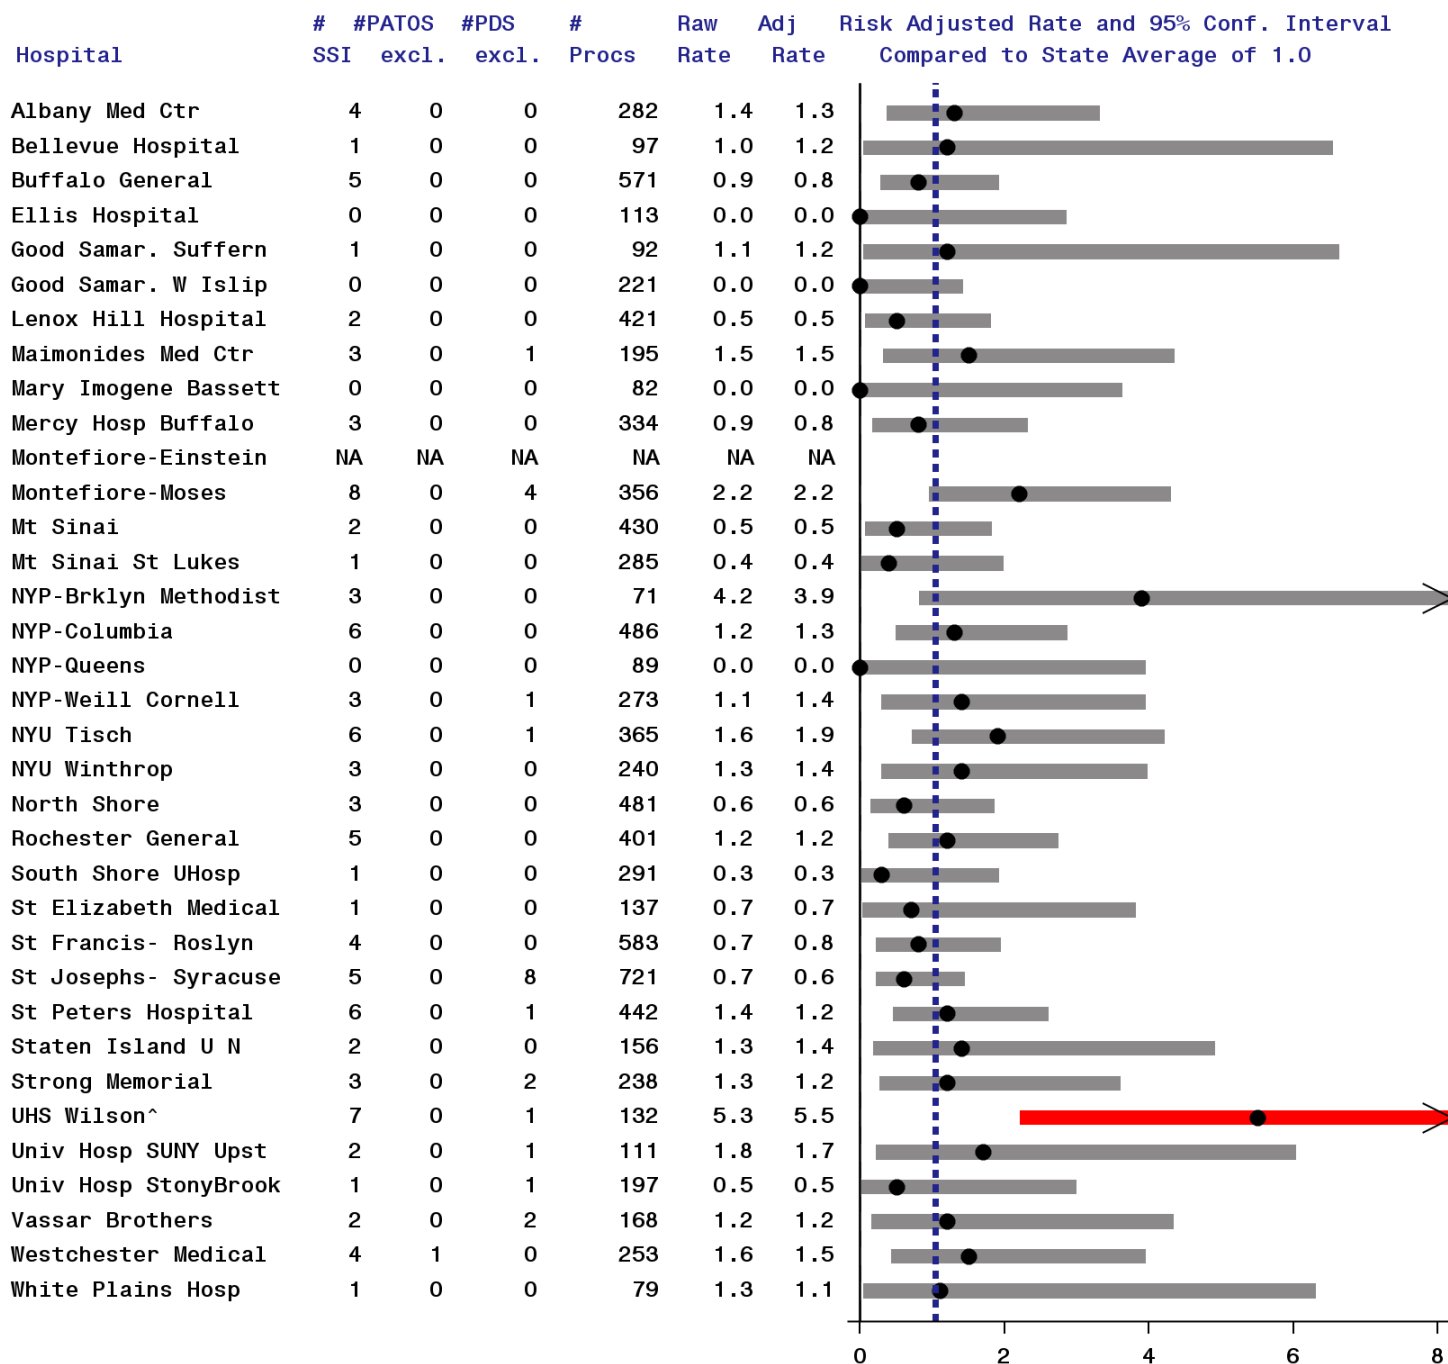 # #PATOS #PDS # Raw Adj Risk Adjusted Rate and 95% Conf. Interval
Hospital SSI excl. excl. Procs Rate Rate Compared to State Average of 1.0
Albany Med Ctr 4 0 0 282 1.4 1.3
Bellevue Hospital 1 0 0 97 1.0 1.2
Buffalo General 5 0 0 571 0.9 0.8
Ellis Hospital 0 0 0 113 0.0 0.0
Good Samar. Suffern 1 0 0 92 1.1 1.2
Good Samar. W Islip 0 0 0 221 0.0 0.0
Lenox Hill Hospital 2 0 0 421 0.5 0.5
Maimonides Med Ctr 3 0 1 195 1.5 1.5
Mary Imogene Bassett 0 0 0 82 0.0 0.0
Mercy Hosp Buffalo 3 0 0 334 0.9 0.8
Montefiore-Einstein NA NA NA NA NA NA
Montefiore-Moses 8 0 4 356 2.2 2.2
Mt Sinai 2 0 0 430 0.5 0.5
Mt Sinai St Lukes 1 0 0 285 0.4 0.4
NYP-Brklyn Methodist 3 0 0 71 4.2 3.9
NYP-Columbia 6 0 0 486 1.2 1.3
NYP-Queens 0 0 0 89 0.0 0.0
NYP-Weill Cornell 3 0 1 273 1.1 1.4
NYU Tisch 6 0 1 365 1.6 1.9
NYU Winthrop 3 0 0 240 1.3 1.4
North Shore 3 0 0 481 0.6 0.6
Rochester General 5 0 0 401 1.2 1.2
South Shore UHosp 1 0 0 291 0.3 0.3
St Elizabeth Medical 1 0 0 137 0.7 0.7
St Francis- Roslyn 4 0 0 583 0.7 0.8
St Josephs- Syracuse 5 0 8 721 0.7 0.6
St Peters Hospital 6 0 1 442 1.4 1.2
Staten Island U N 2 0 0 156 1.3 1.4
Strong Memorial 3 0 2 238 1.3 1.2
UHS Wilson^ 7 0 1 132 5.3 5.5
Univ Hosp SUNY Upst 2 0 1 111 1.8 1.7
Univ Hosp StonyBrook 1 0 1 197 0.5 0.5
Vassar Brothers 2 0 2 168 1.2 1.2
Westchester Medical 4 1 0 253 1.6 1.5
White Plains Hosp 1 0 0 79 1.3 1.1
0 2 4 6 8